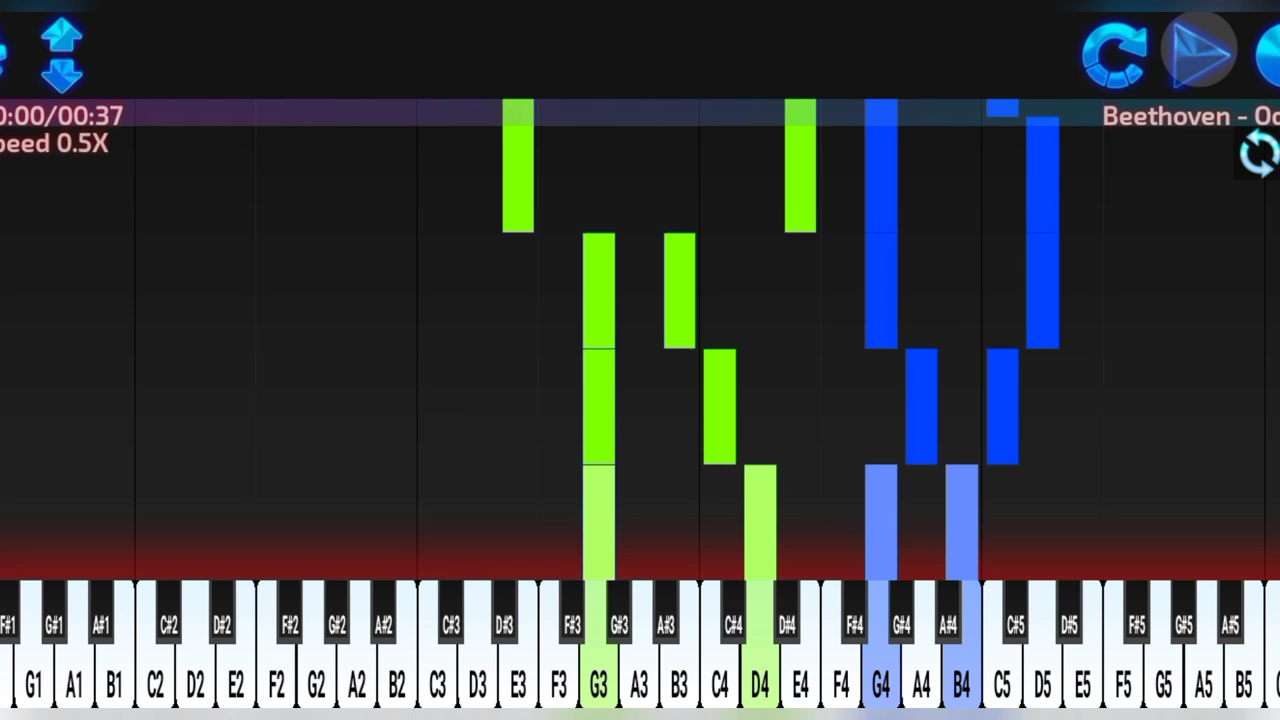 0:00/00:37
Beethoven - Oc
peed 0.5X
F#1 G#1 A#1 C#2 D#2 F#2 G#2 A#2 C#3 D#3 F#3 G#3 A#3 C#4 D#4 F#4 G#4 A#4 C#5 D#5 F#5 G#5 A#5
G1 A1 B1 C2 D2 E2 F2 G2 A2 B2 C3 D3 E3 F3 G3 A3 B3 C4 D4 E4 F4 G4 A4 B4 C5 D5 E5 F5 G5 A5 B5